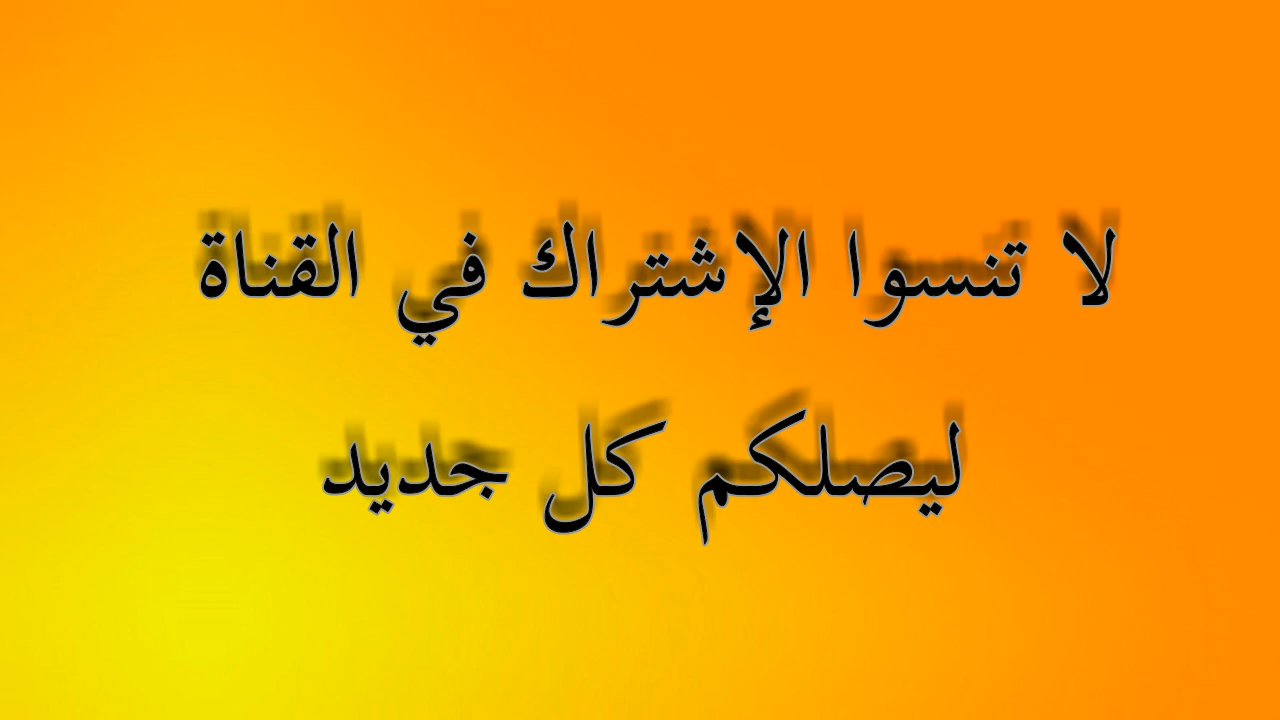 لا تنسوا الإشتراك في القناة
ليصلكم كل جديد